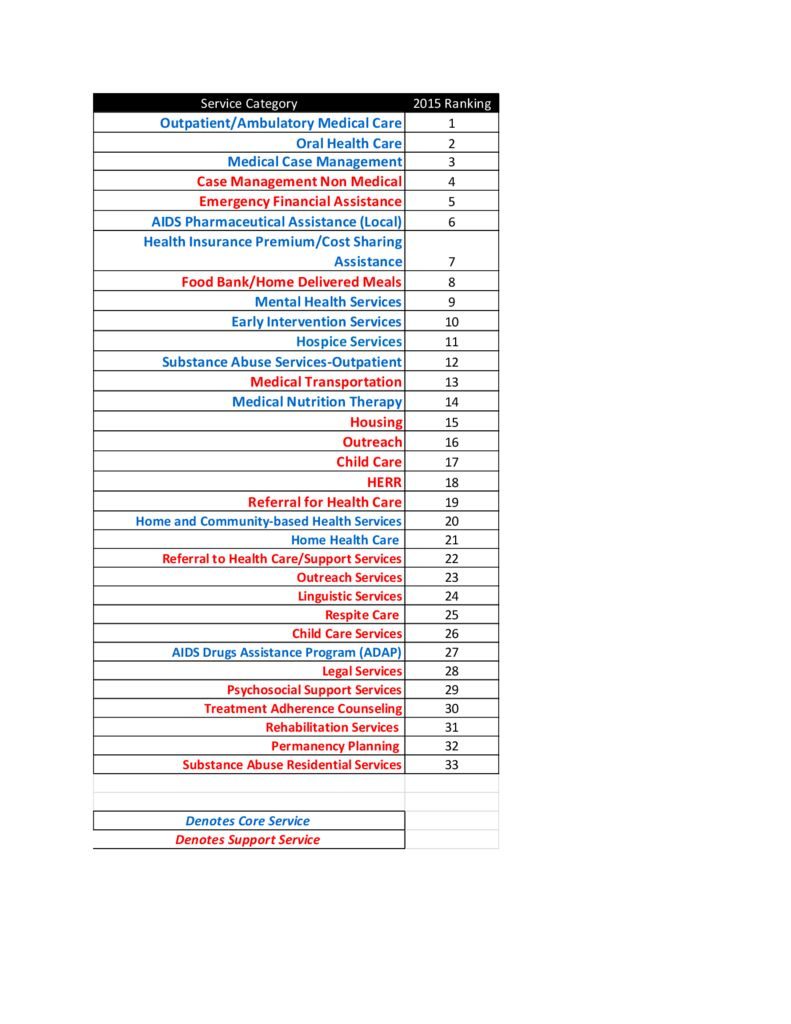 Service Category 2015 Ranking
Outpatient/Ambulatory Medical Care 1
Oral Health Care 2
Medical Case Management 3
Case Management Non Medical 4
Emergency Financial Assistance 5
AIDS Pharmaceutical Assistance (Local) 6
Health Insurance Premium/Cost Sharing
Assistance 7
Food Bank/Home Delivered Meals 8
Mental Health Services 9
Early Intervention Services 10
Hospice Services 11
Substance Abuse Services-Outpatient 12
Medical Transportation 13
Medical Nutrition Therapy 14
Housing 15
Outreach 16
Child Care 17
HERR 18
Referral for Health Care 19
Home and Community-based Health Services 20
Home Health Care 21
Referral to Health Care/Support Services 22
Outreach Services 23
Linguistic Services 24
Respite Care 25
Child Care Services 26
AIDS Drugs Assistance Program (ADAP) 27
Legal Services 28
Psychosocial Support Services 29
Treatment Adherence Counseling 30
Rehabilitation Services 31
Permanency Planning 32
Substance Abuse Residential Services 33
Denotes Core Service
Denotes Support Service